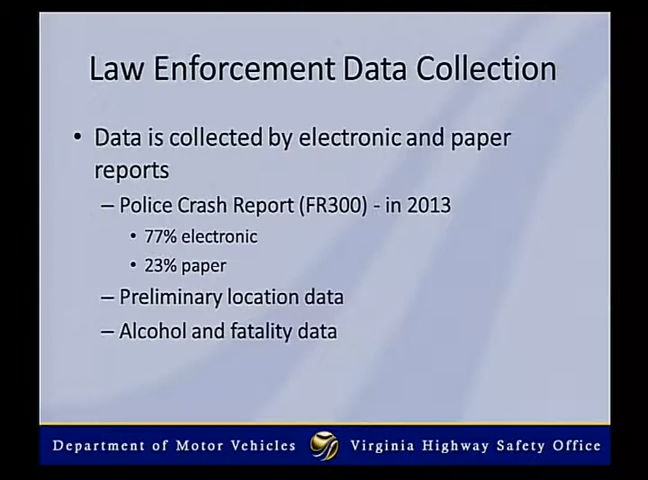 Law Enforcement Data Collection
• Data is collected by electronic and paper
reports
– Police Crash Report (FR300) - in 2013
• 77% electronic
• 23% paper
– Preliminary location data
– Alcohol and fatality data
Department of Motor Vehicles Virginia Highway Safety Office